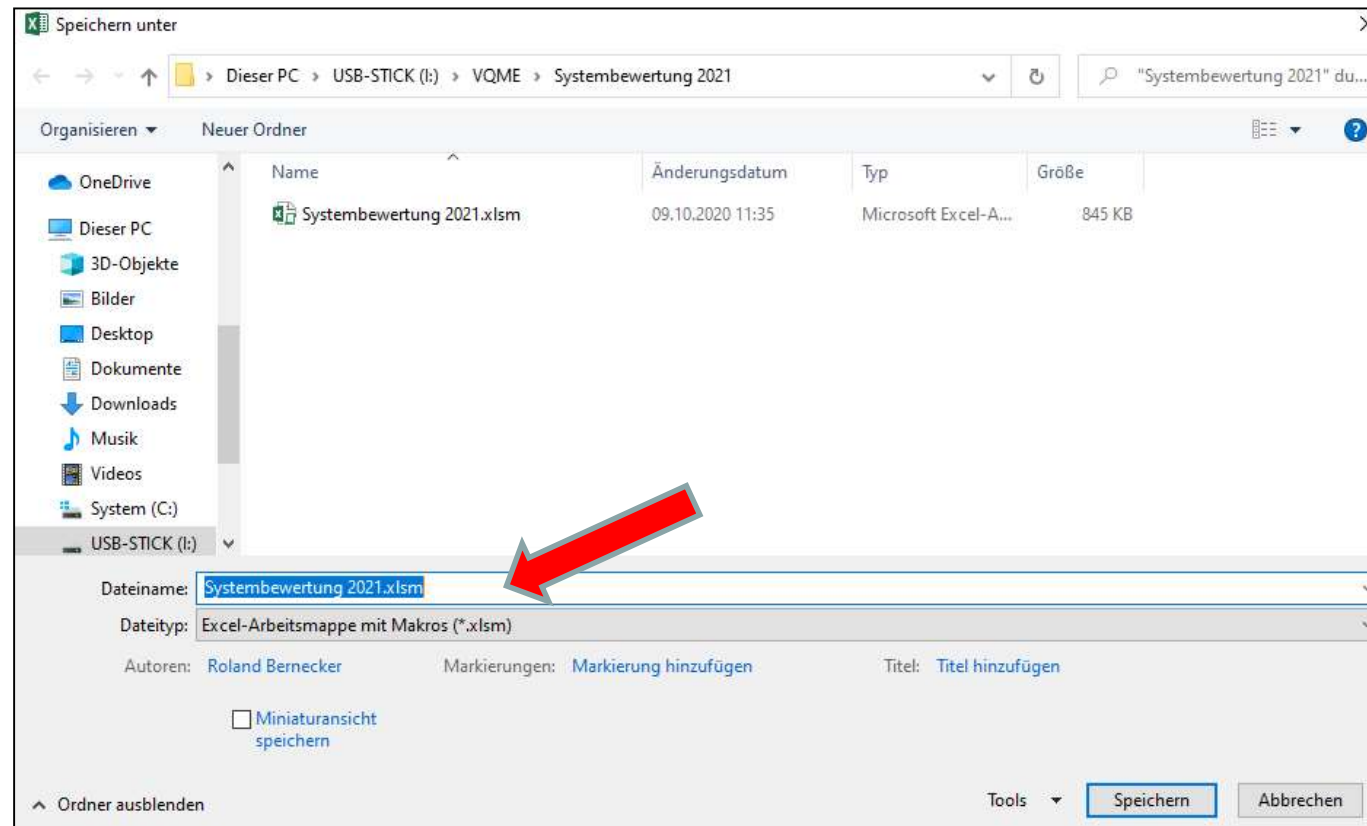 Speichern unter
Dieser PC > USB-STICK (I:) > VQME > Systembewertung 2021
"Systembewertung 2021" du...
Organisieren
Neuer Ordner
Name
Änderungsdatum
Typ
Größe
Systembewertung 2021.xlsm
09.10.2020 11:35
Microsoft Excel-A...
845 KB
OneDrive
Dieser PC
3D-Objekte
Bilder
Desktop
Dokumente
Downloads
Musik
Videos
System (C:)
USB-STICK (I:)
Dateiname: Systembewertung 2021.xlsm
Dateityp: Excel-Arbeitsmappe mit Makros (*.xlsm)
Autoren: Roland Bernecker
Markierungen: Markierung hinzufügen
Titel: Titel hinzufügen
Miniaturansicht
speichern
Ordner ausblenden
Tools
Speichern
Abbrechen